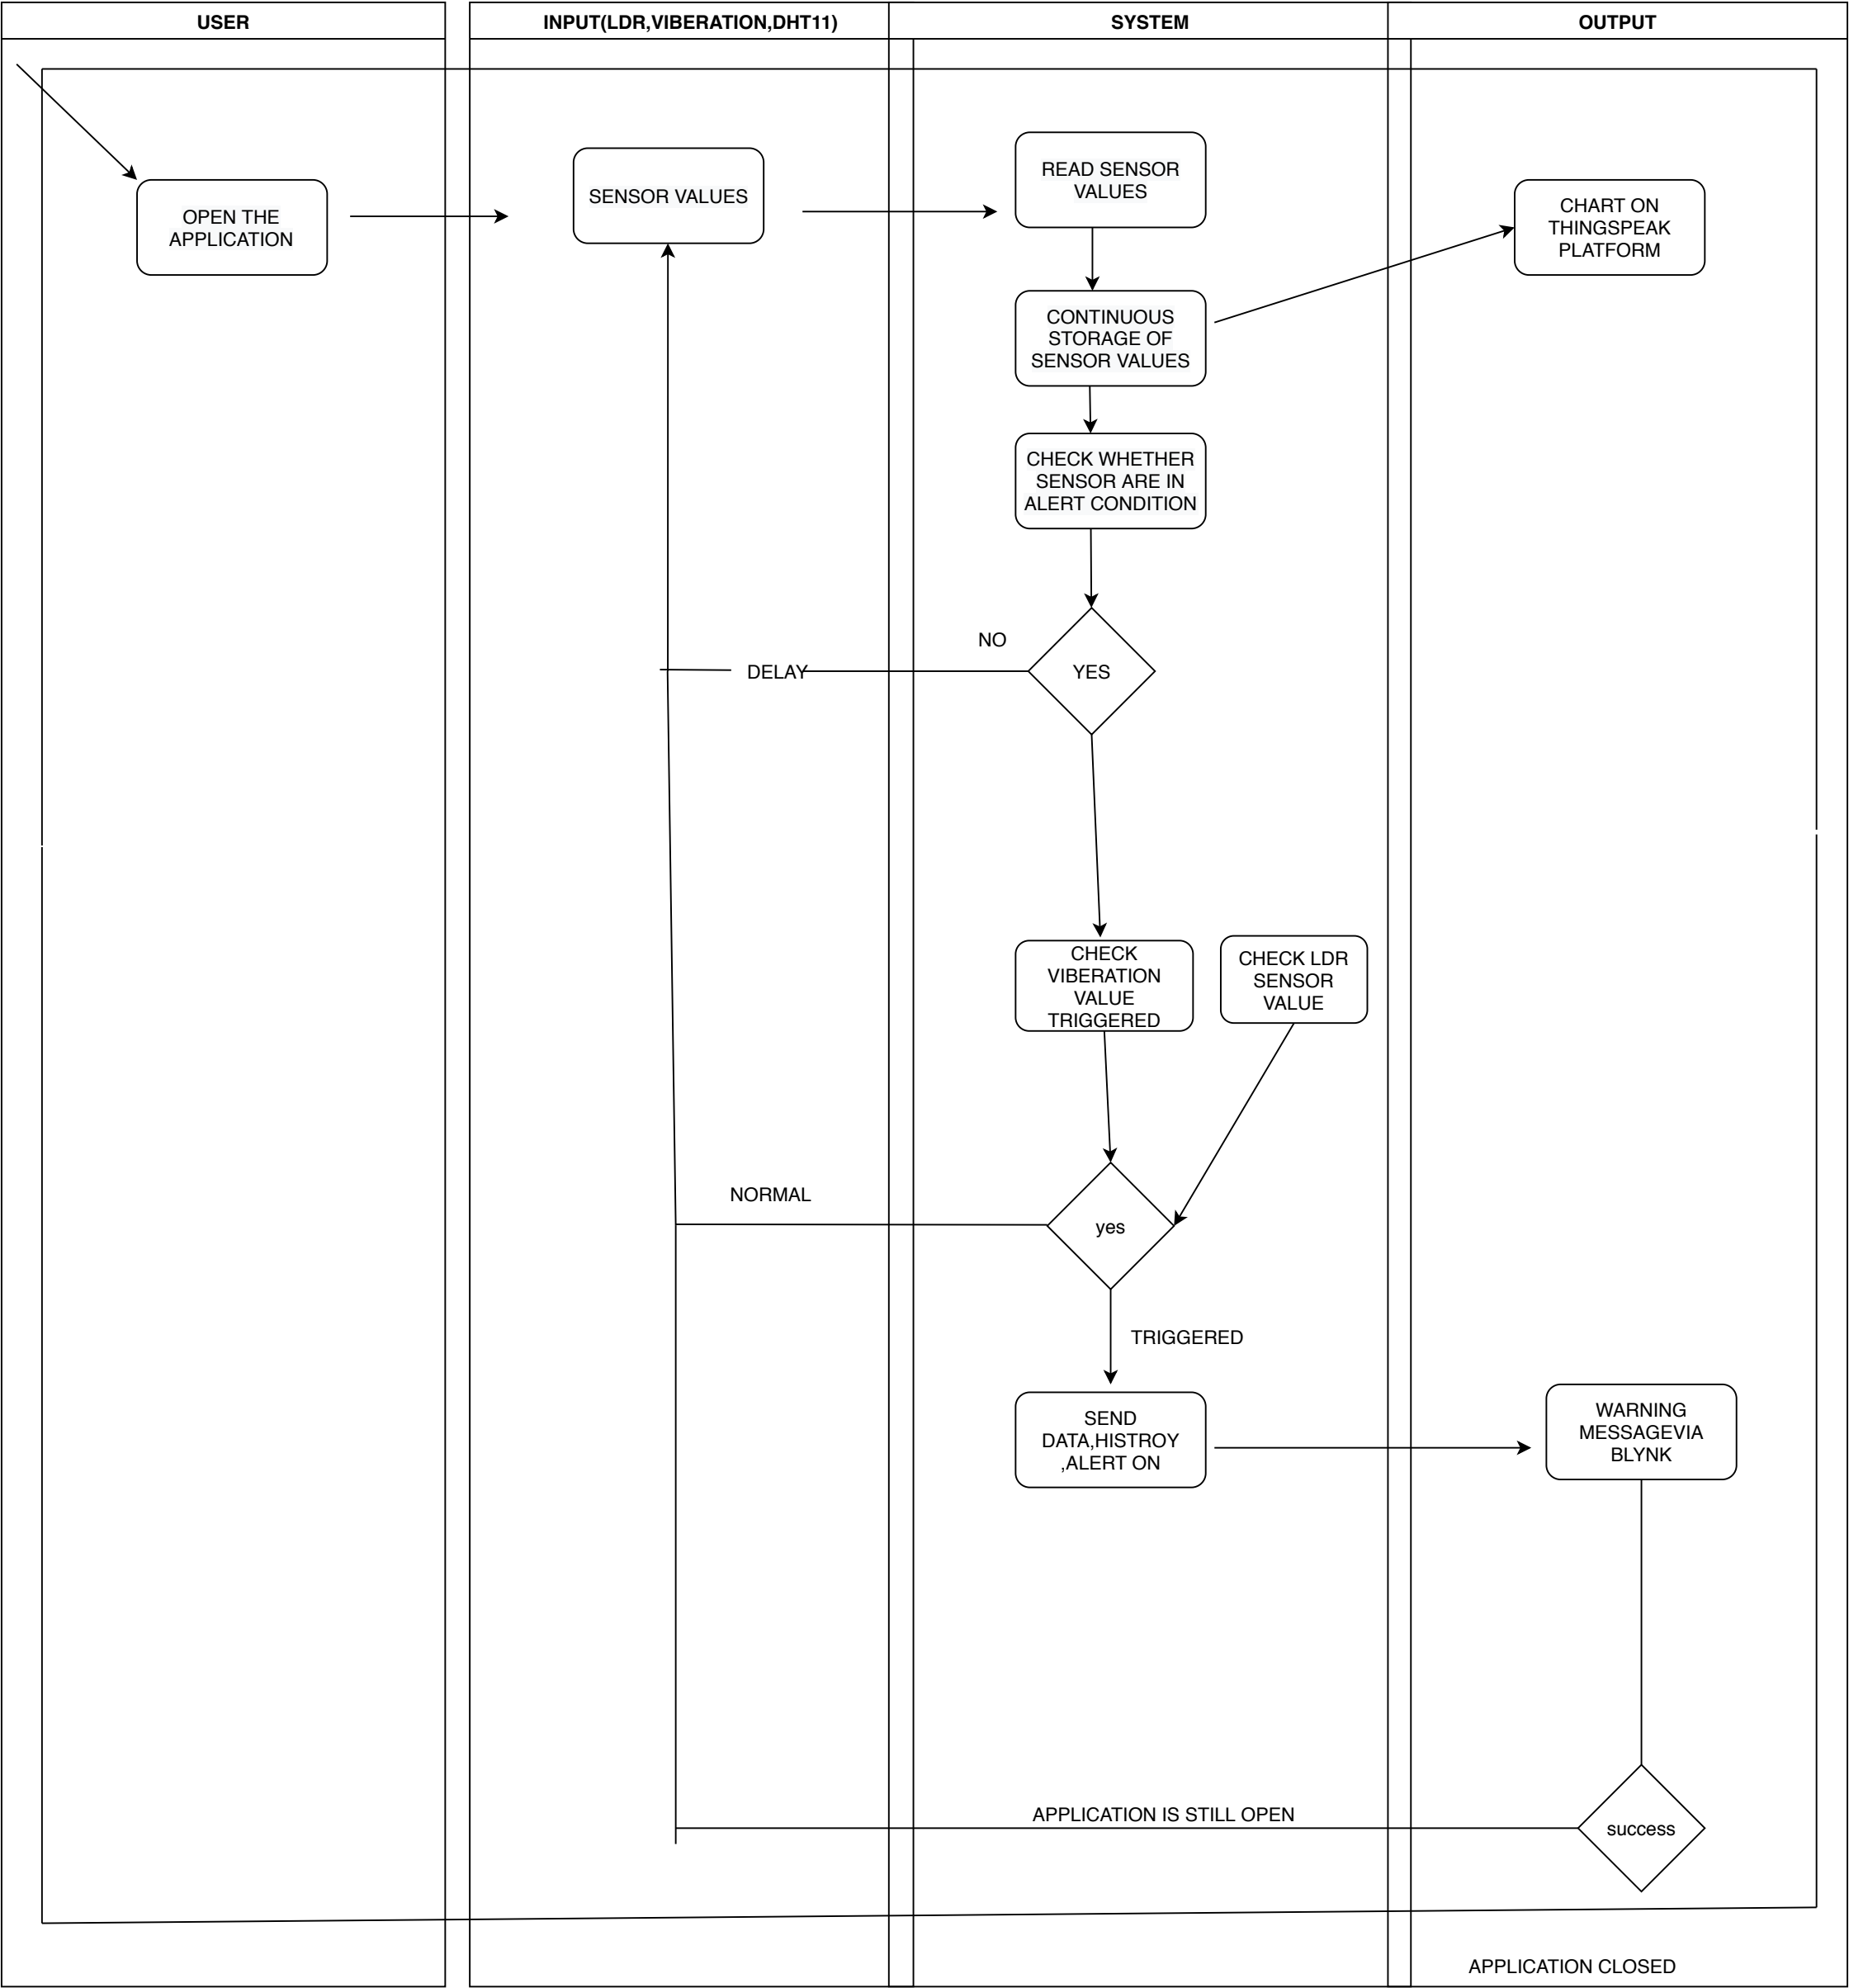 USER
INPUT(LDR,VIBERATION,DHT11)
SYSTEM
OUTPUT
OPEN THE
APPLICATION
SENSOR VALUES
READ SENSOR
VALUES
CHART ON
THINGSPEAK
PLATFORM
CONTINUOUS
STORAGE OF
SENSOR VALUES
CHECK WHETHER
SENSOR ARE IN
ALERT CONDITION
NO
DELAY
YES
CHECK
VIBERATION
VALUE
TRIGGERED
CHECK LDR
SENSOR
VALUE
NORMAL
yes
TRIGGERED
SEND
DATA,HISTROY
,ALERT ON
WARNING
MESSAGEVIA
BLYNK
APPLICATION IS STILL OPEN
success
APPLICATION CLOSED